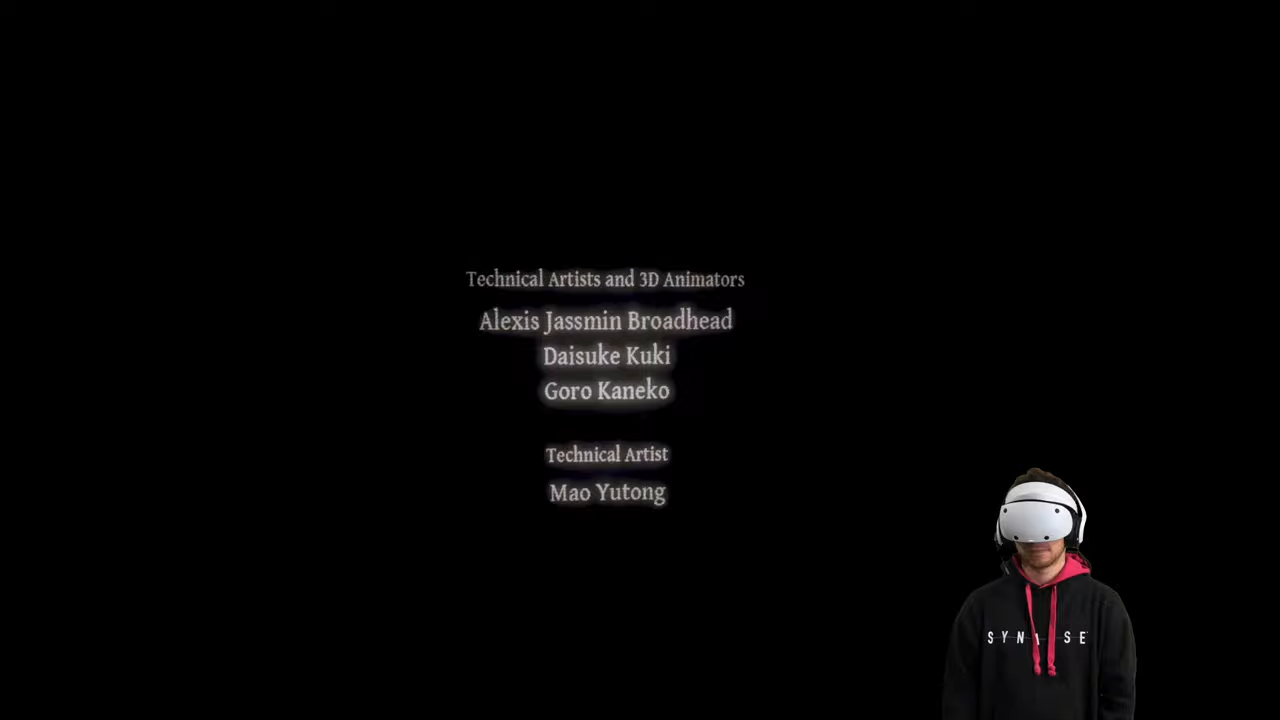 Technical Artists and 3D Animators
Alexis Jassmin Broadhead
Daisuke Kuki
Goro Kaneko
Technical Artist
Mao Yutong